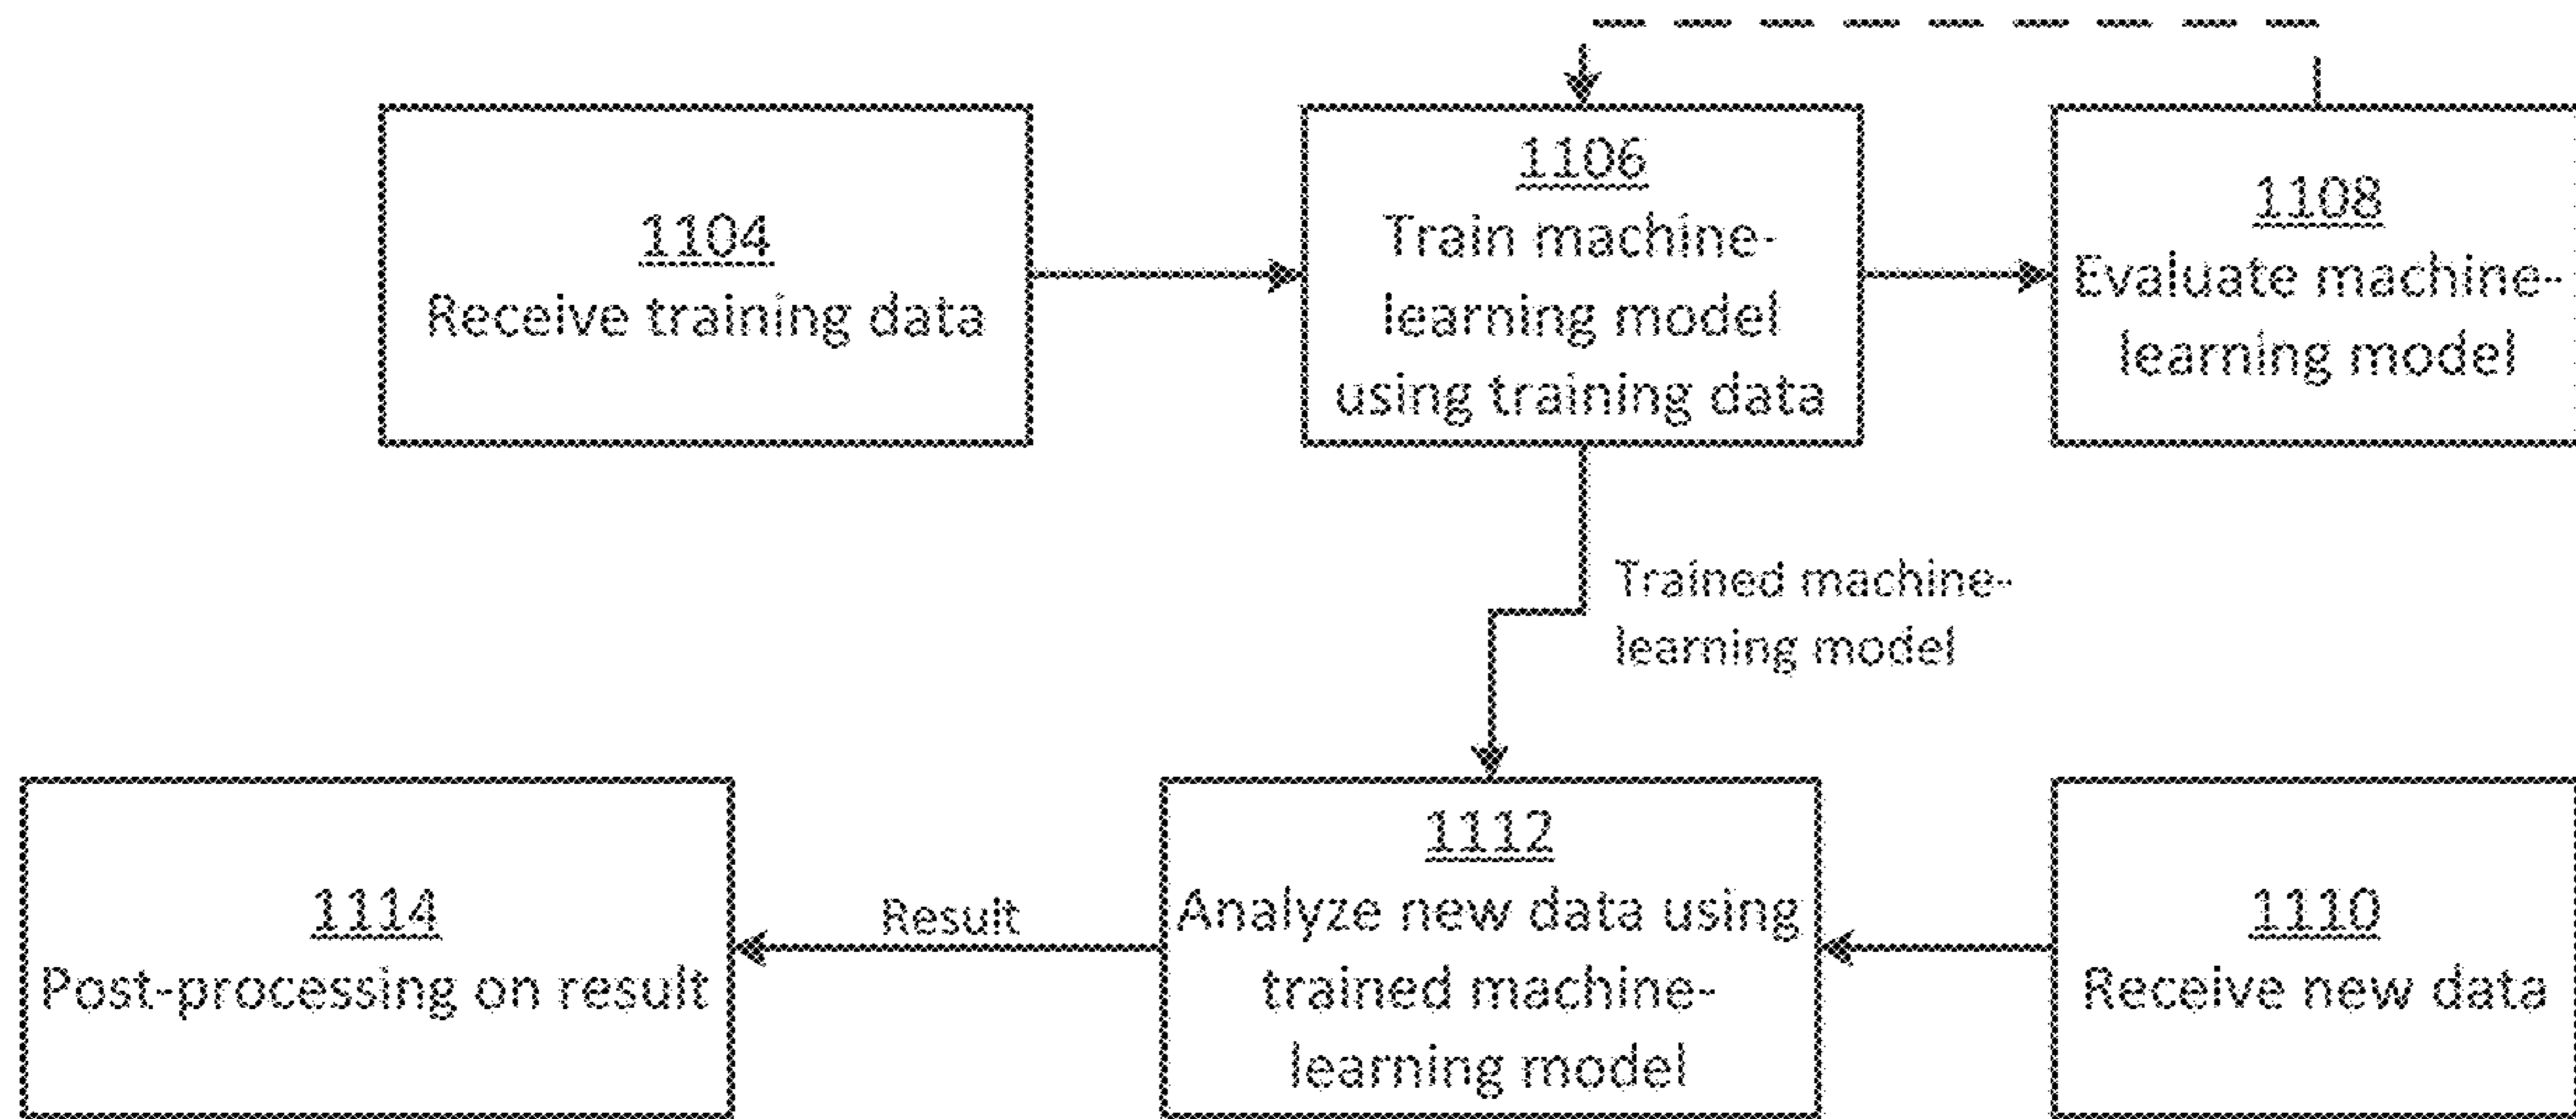 1104
Receive training data
1106
Train machine-
learning model
using training data
1108
Evaluate machine-
learning model
Trained machine-
learning model
1114
Post-processing on result
Result
1112
Analyze new data using
trained machine-
learning model
1110
Receive new data